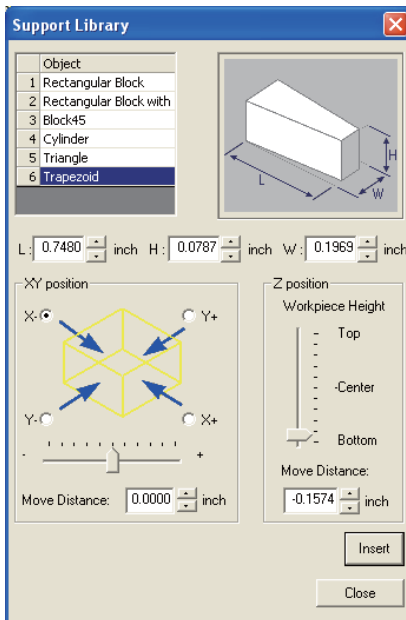 Support Library
Object
1 Rectangular Block
2 Rectangular Block with
3 Block45
4 Cylinder
5 Triangle
6 Trapezoid
L H W
L : 0.7480 inch H : 0.0787 inch W : 0.1969 inch
XY position
X- Y+
Y- X+
- +
Move Distance: 0.0000 inch
Z position
Workpiece Height
Top
-Center
Bottom
Move Distance:
-0.1574 inch
Insert
Close